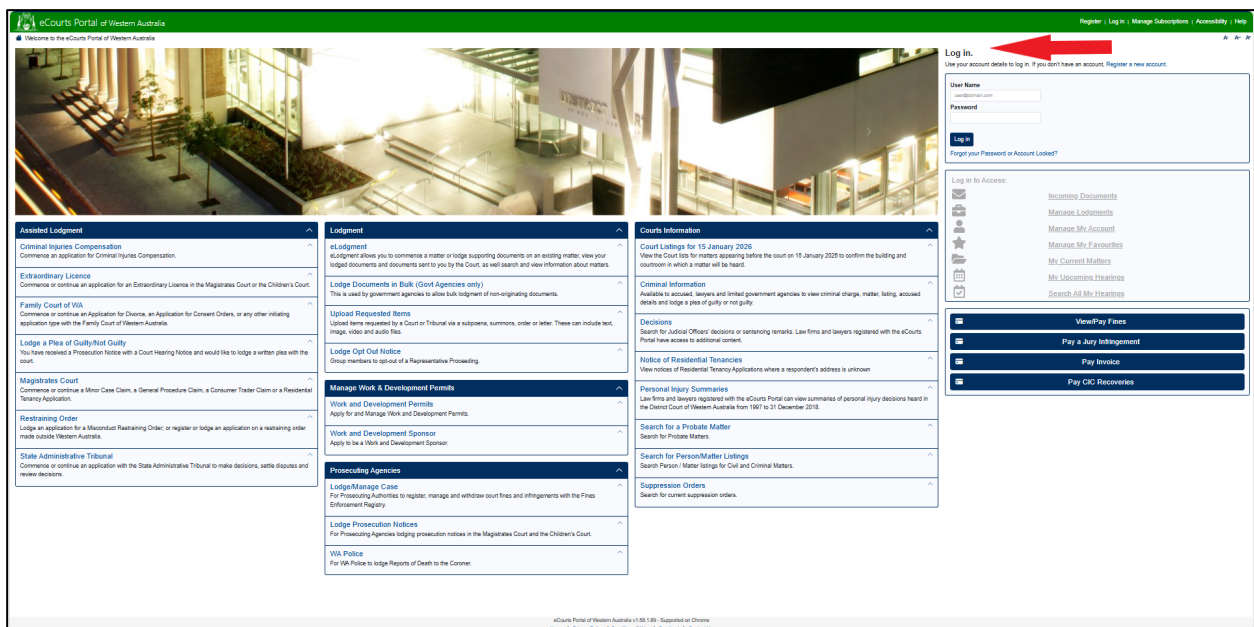 eCourts Portal of Western Australia
Register | Log in | Manage Subscriptions | Accessibility | Help
Welcome to the eCourts Portal of Western Australia
A- A= A+
Log in.
Use your account details to log in. If you don't have an account, Register a new account.
User Name
user@domain.com
Password
Log in
Forgot your Password or Account Locked?
Log in to Access:
Incoming Documents
Manage Lodgments
Manage My Account
Manage My Favourites
My Current Matters
My Upcoming Hearings
Search All My Hearings
View/Pay Fines
Pay a Jury Infringement
Pay Invoice
Pay CIC Recoveries
Assisted Lodgment
Criminal Injuries Compensation
Commence an application for Criminal Injuries Compensation.
Extraordinary Licence
Commence or continue an application for an Extraordinary Licence in the Magistrates Court or the Children's Court.
Family Court of WA
Commence or continue an Application for Divorce, an Application for Consent Orders, or any other initiating
application type with the Family Court of Western Australia.
Lodge a Plea of Guilty/Not Guilty
You have received a Prosecution Notice with a Court Hearing Notice and would like to lodge a written plea with the
court.
Magistrates Court
Commence or continue a Minor Case Claim, a General Procedure Claim, a Consumer Trader Claim or a Residential
Tenancy Application.
Restraining Order
Lodge an application for a Misconduct Restraining Order; or register or lodge an application on a restraining order
made outside Western Australia.
State Administrative Tribunal
Commence or continue an application with the State Administrative Tribunal to make decisions, settle disputes and
review decisions.
Lodgment
eLodgment
eLodgment allows you to commence a matter or lodge supporting documents on an existing matter, view your
lodged documents and documents sent to you by the Court, as well search and view information about matters.
Lodge Documents in Bulk (Govt Agencies only)
This is used by government agencies to allow bulk lodgment of non-originating documents.
Upload Requested Items
Upload items requested by a Court or Tribunal via a subpoena, summons, order or letter. These can include text,
image, video and audio files.
Lodge Opt Out Notice
Group members to opt-out of a Representative Proceeding.
Manage Work & Development Permits
Work and Development Permits
Apply for and Manage Work and Development Permits.
Work and Development Sponsor
Apply to be a Work and Development Sponsor.
Prosecuting Agencies
Lodge/Manage Case
For Prosecuting Authorities to register, manage and withdraw court fines and infringements with the Fines
Enforcement Registry.
Lodge Prosecution Notices
For Prosecuting Agencies lodging prosecution notices in the Magistrates Court and the Children's Court.
WA Police
For WA Police to lodge Reports of Death to the Coroner.
Courts Information
Court Listings for 15 January 2026
View the Court lists for matters appearing before the court on 15 January 2026 to confirm the building and
courtroom in which a matter will be heard.
Criminal Information
Available to accused, lawyers and limited government agencies to view criminal charge, matter, listing, accused
details and lodge a plea of guilty or not guilty.
Decisions
Search for Judicial Officers' decisions or sentencing remarks. Law firms and lawyers registered with the eCourts
Portal have access to additional content.
Notice of Residential Tenancies
View notices of Residential Tenancy Applications where a respondent's address is unknown
Personal Injury Summaries
Law firms and lawyers registered with the eCourts Portal can view summaries of personal injury decisions heard in
the District Court of Western Australia from 1997 to 31 December 2018.
Search for a Probate Matter
Search for Probate Matters.
Search for Person/Matter Listings
Search Person / Matter listings for Civil and Criminal Matters.
Suppression Orders
Search for current suppression orders.
eCourts Portal of Western Australia v1.56.1.89 - Supported on Chrome